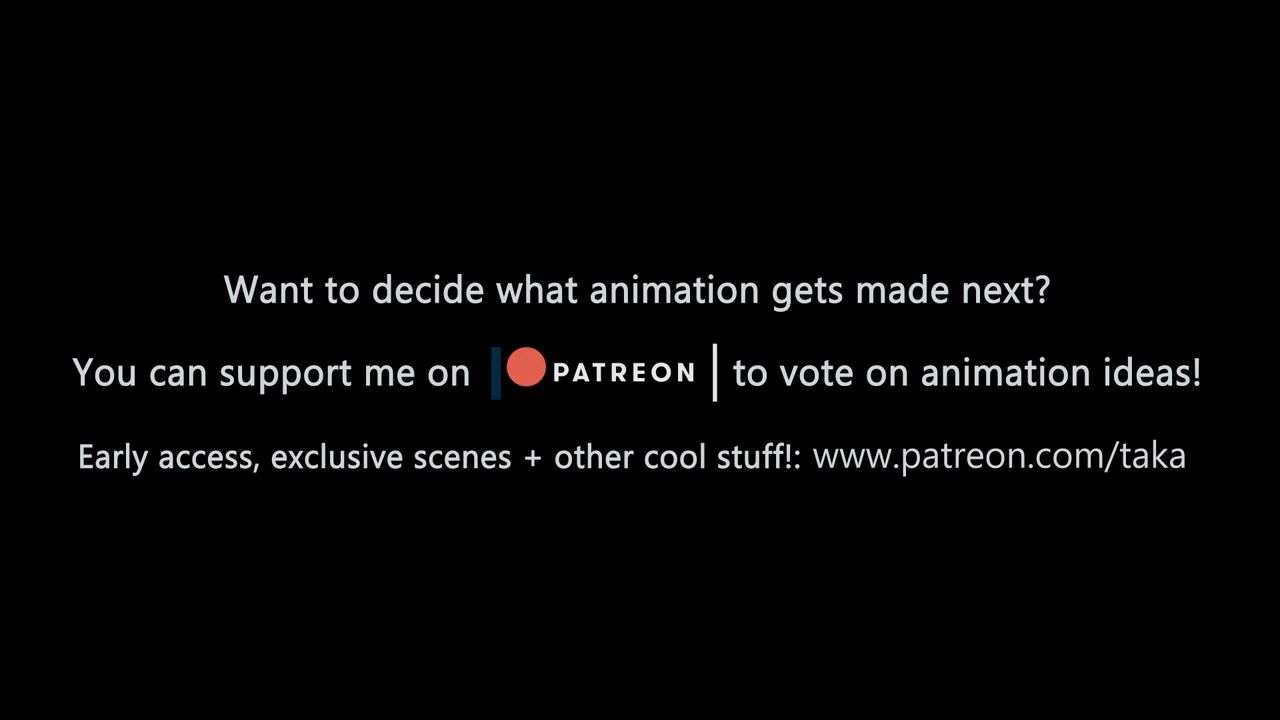 Want to decide what animation gets made next?
You can support me on PATREON to vote on animation ideas!
Early access, exclusive scenes + other cool stuff!: www.patreon.com/taka